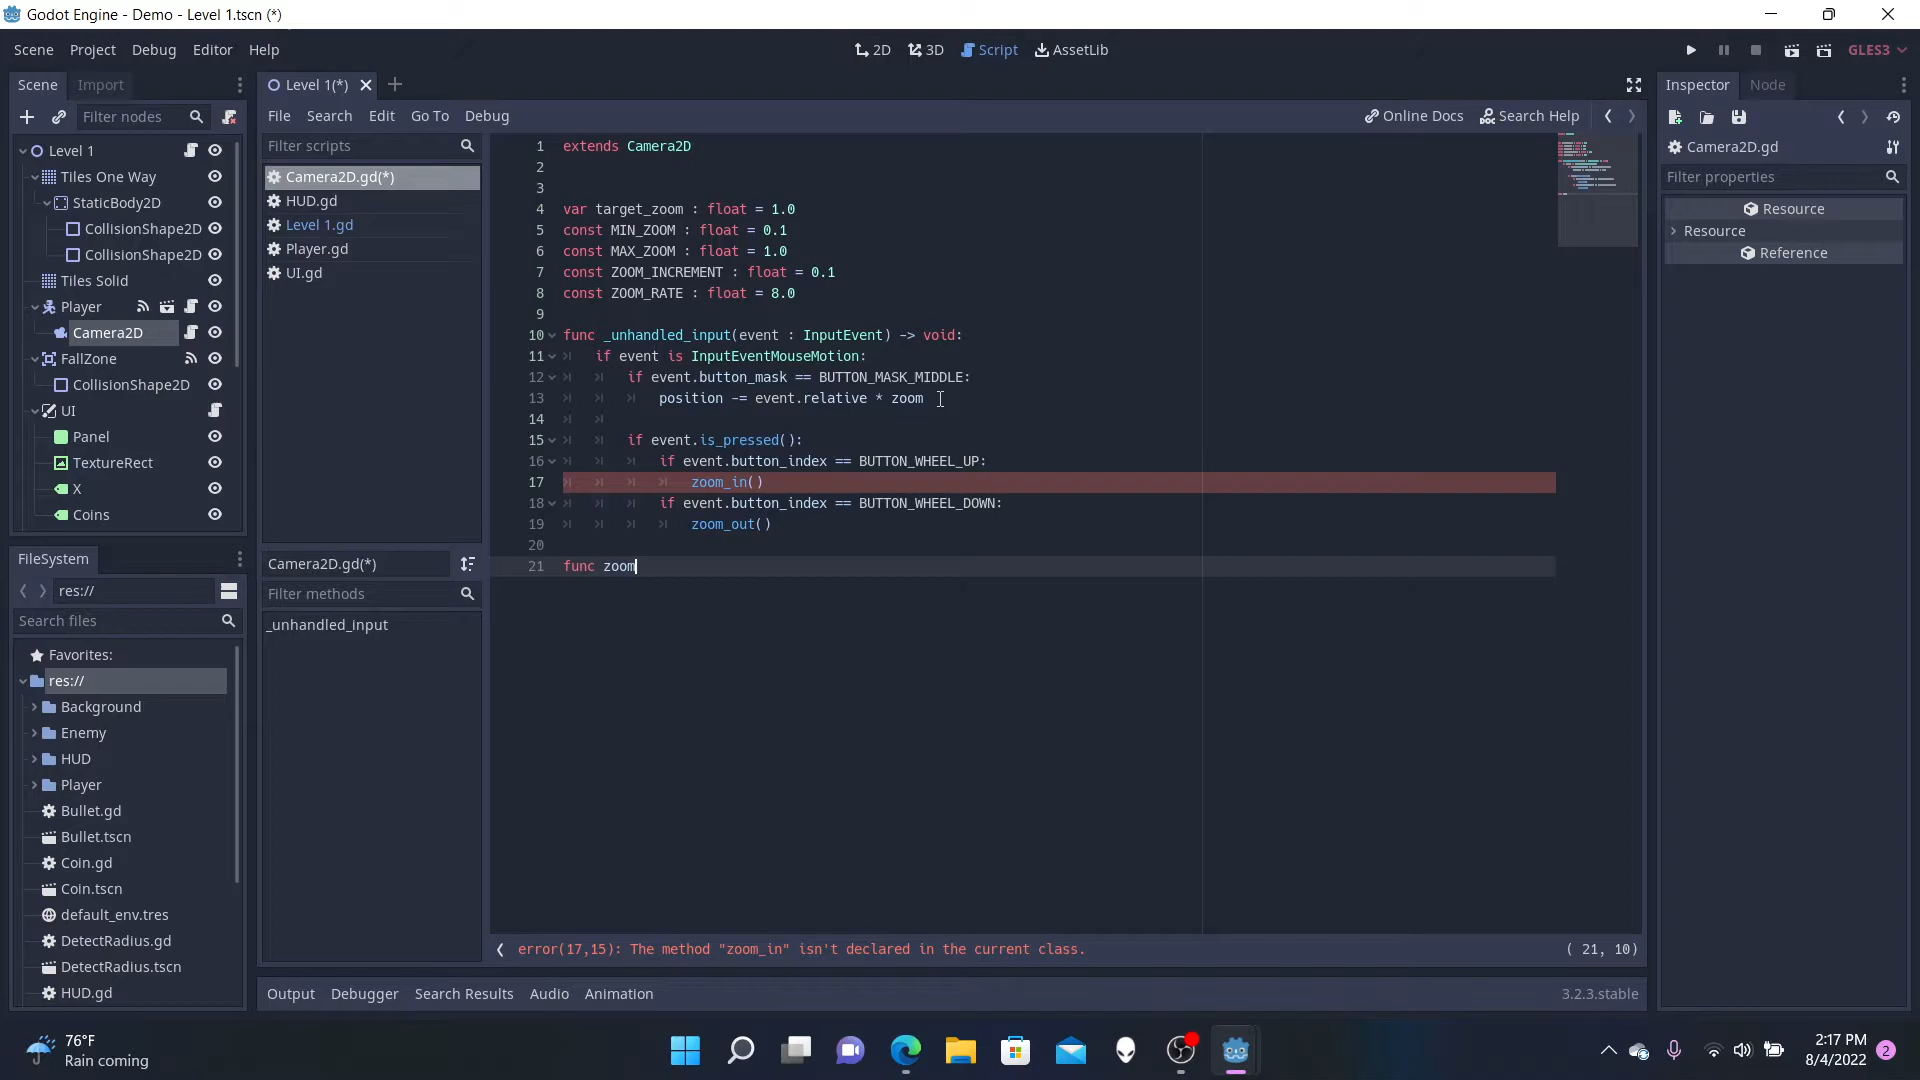 Godot Engine - Demo - Level 1.tscn (*)
Scene Project Debug Editor Help
2D 3D Script AssetLib
GLES3
Scene Import
Filter nodes
Level 1
Tiles One Way
StaticBody2D
CollisionShape2D
CollisionShape2D
Tiles Solid
Player
Camera2D
FallZone
CollisionShape2D
UI
Panel
TextureRect
X
Coins
FileSystem
res://
Search files
Favorites:
res://
Background
Enemy
HUD
Player
Bullet.gd
Bullet.tscn
Coin.gd
Coin.tscn
default_env.tres
DetectRadius.gd
DetectRadius.tscn
HUD.gd
Level 1(*)
File Search Edit Go To Debug
Online Docs Search Help
Filter scripts
Camera2D.gd(*)
HUD.gd
Level 1.gd
Player.gd
UI.gd
Camera2D.gd(*)
Filter methods
_unhandled_input
1 extends Camera2D
2
3
4 var target_zoom : float = 1.0
5 const MIN_ZOOM : float = 0.1
6 const MAX_ZOOM : float = 1.0
7 const ZOOM_INCREMENT : float = 0.1
8 const ZOOM_RATE : float = 8.0
9
10 func _unhandled_input(event : InputEvent) -> void:
11 if event is InputEventMouseMotion:
12 if event.button_mask == BUTTON_MASK_MIDDLE:
13 position -= event.relative * zoom
14
15 if event.is_pressed():
16 if event.button_index == BUTTON_WHEEL_UP:
17 zoom_in()
18 if event.button_index == BUTTON_WHEEL_DOWN:
19 zoom_out()
20
21 func zoom
error(17,15): The method "zoom_in" isn't declared in the current class.
( 21, 10)
Output Debugger Search Results Audio Animation
3.2.3.stable
Inspector Node
Camera2D.gd
Filter properties
Resource
Resource
Reference
76°F
Rain coming
2:17 PM
8/4/2022
2